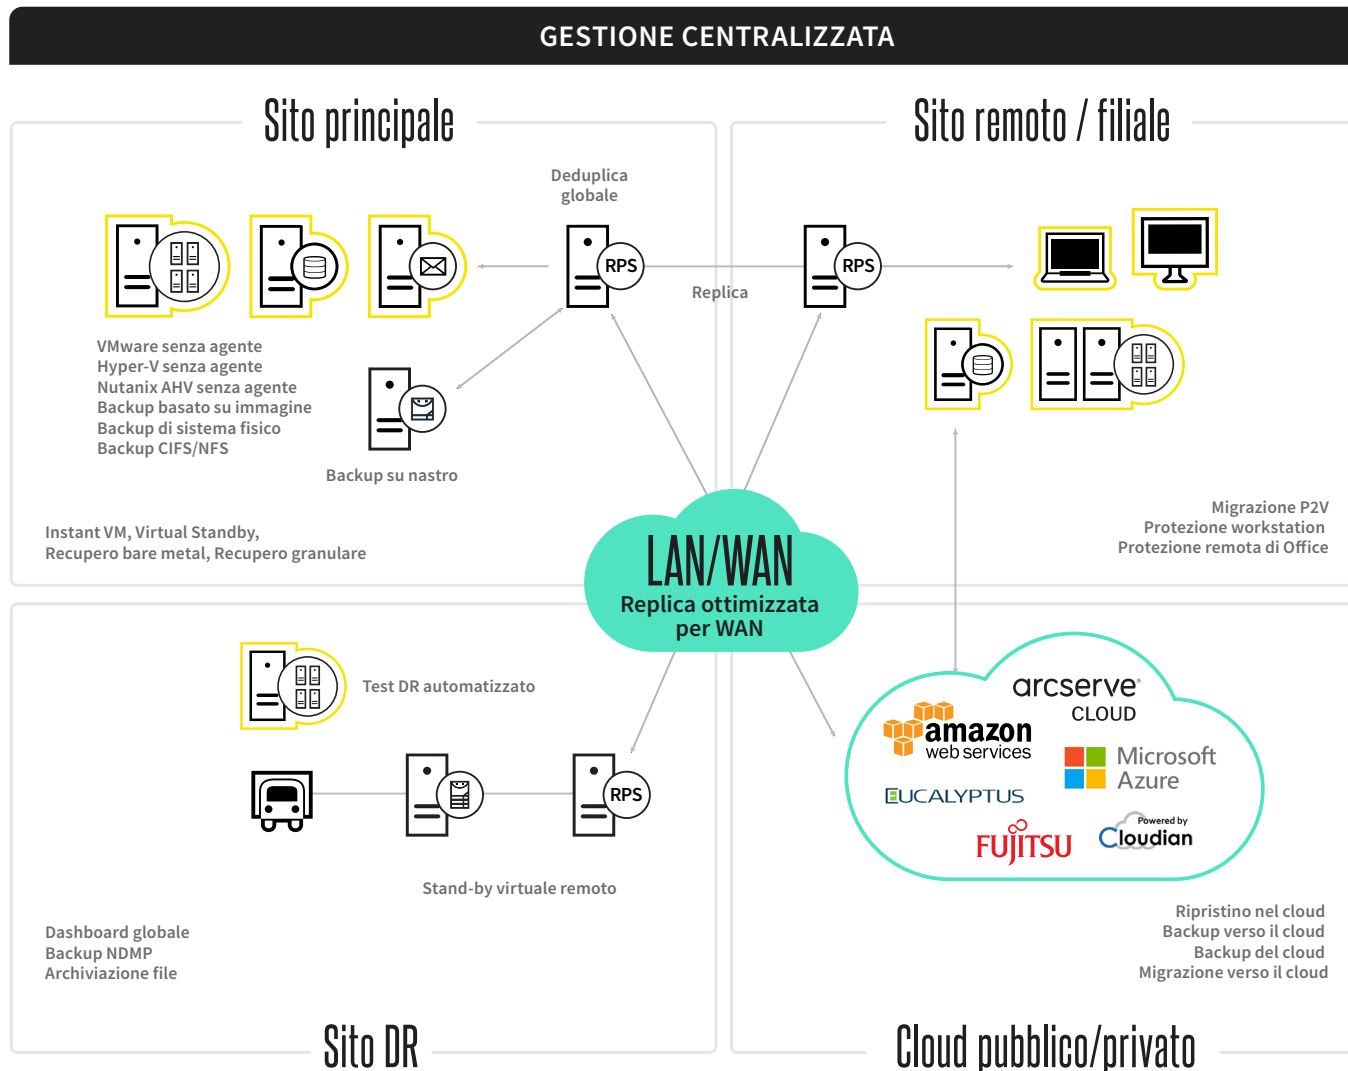 GESTIONE CENTRALIZZATA
Sito principale
Deduplica
globale
RPS
VMware senza agente
Hyper-V senza agente
Nutanix AHV senza agente
Backup basato su immagine
Backup di sistema fisico
Backup CIFS/NFS
Backup su nastro
Instant VM, Virtual Standby,
Recupero bare metal, Recupero granulare
Replica
Sito remoto / filiale
RPS
Migrazione P2V
Protezione workstation
Protezione remota di Office
LAN/WAN
Replica ottimizzata
per WAN
Test DR automatizzato
RPS
Stand-by virtuale remoto
Dashboard globale
Backup NDMP
Archiviazione file
Sito DR
arcserve®
CLOUD
amazon
web services
Microsoft
Azure
EUCALYPTUS
FUJITSU
Powered by
Cloudian
Ripristino nel cloud
Backup verso il cloud
Backup del cloud
Migrazione verso il cloud
Cloud pubblico/privato